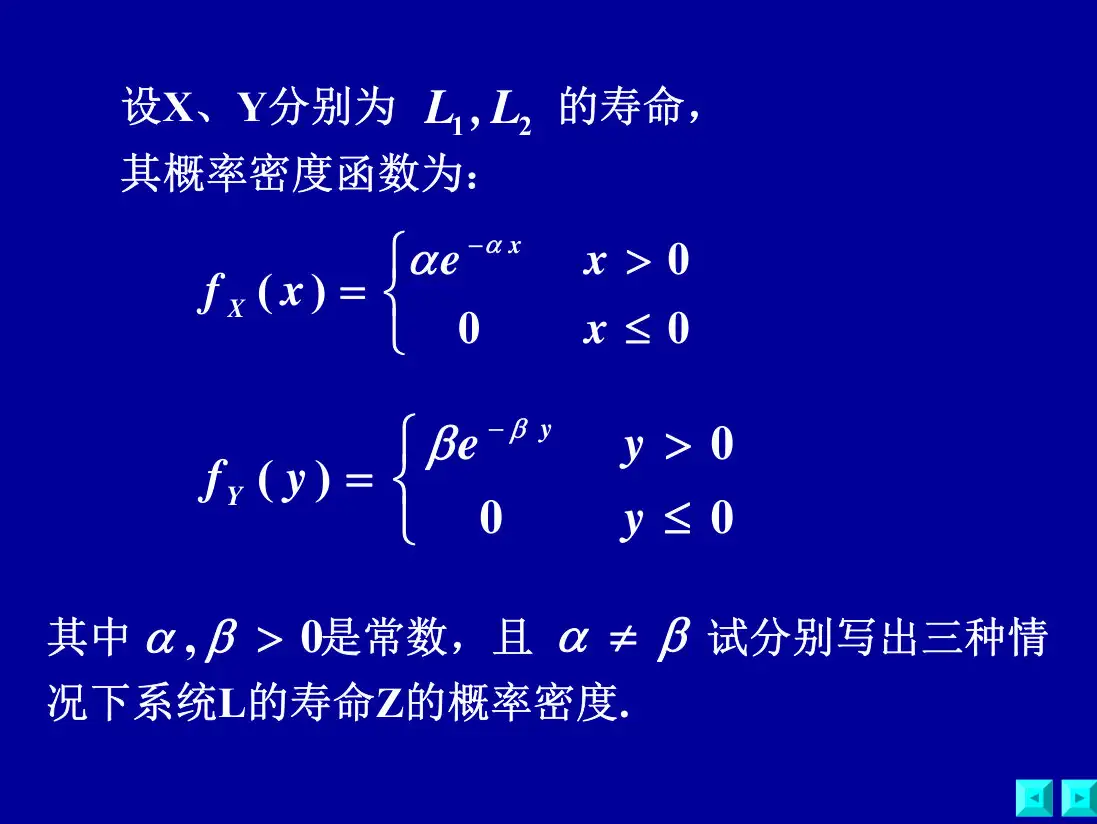 设X、Y分别为 L₁,L₂ 的寿命，
其概率密度函数为：
f_X(x) = { αe^{-αx} x > 0
0 x ≤ 0
f_Y(y) = { βe^{-βy} y > 0
0 y ≤ 0
其中 α,β > 0是常数，且 α ≠ β 试分别写出三种情
况下系统L的寿命Z的概率密度.